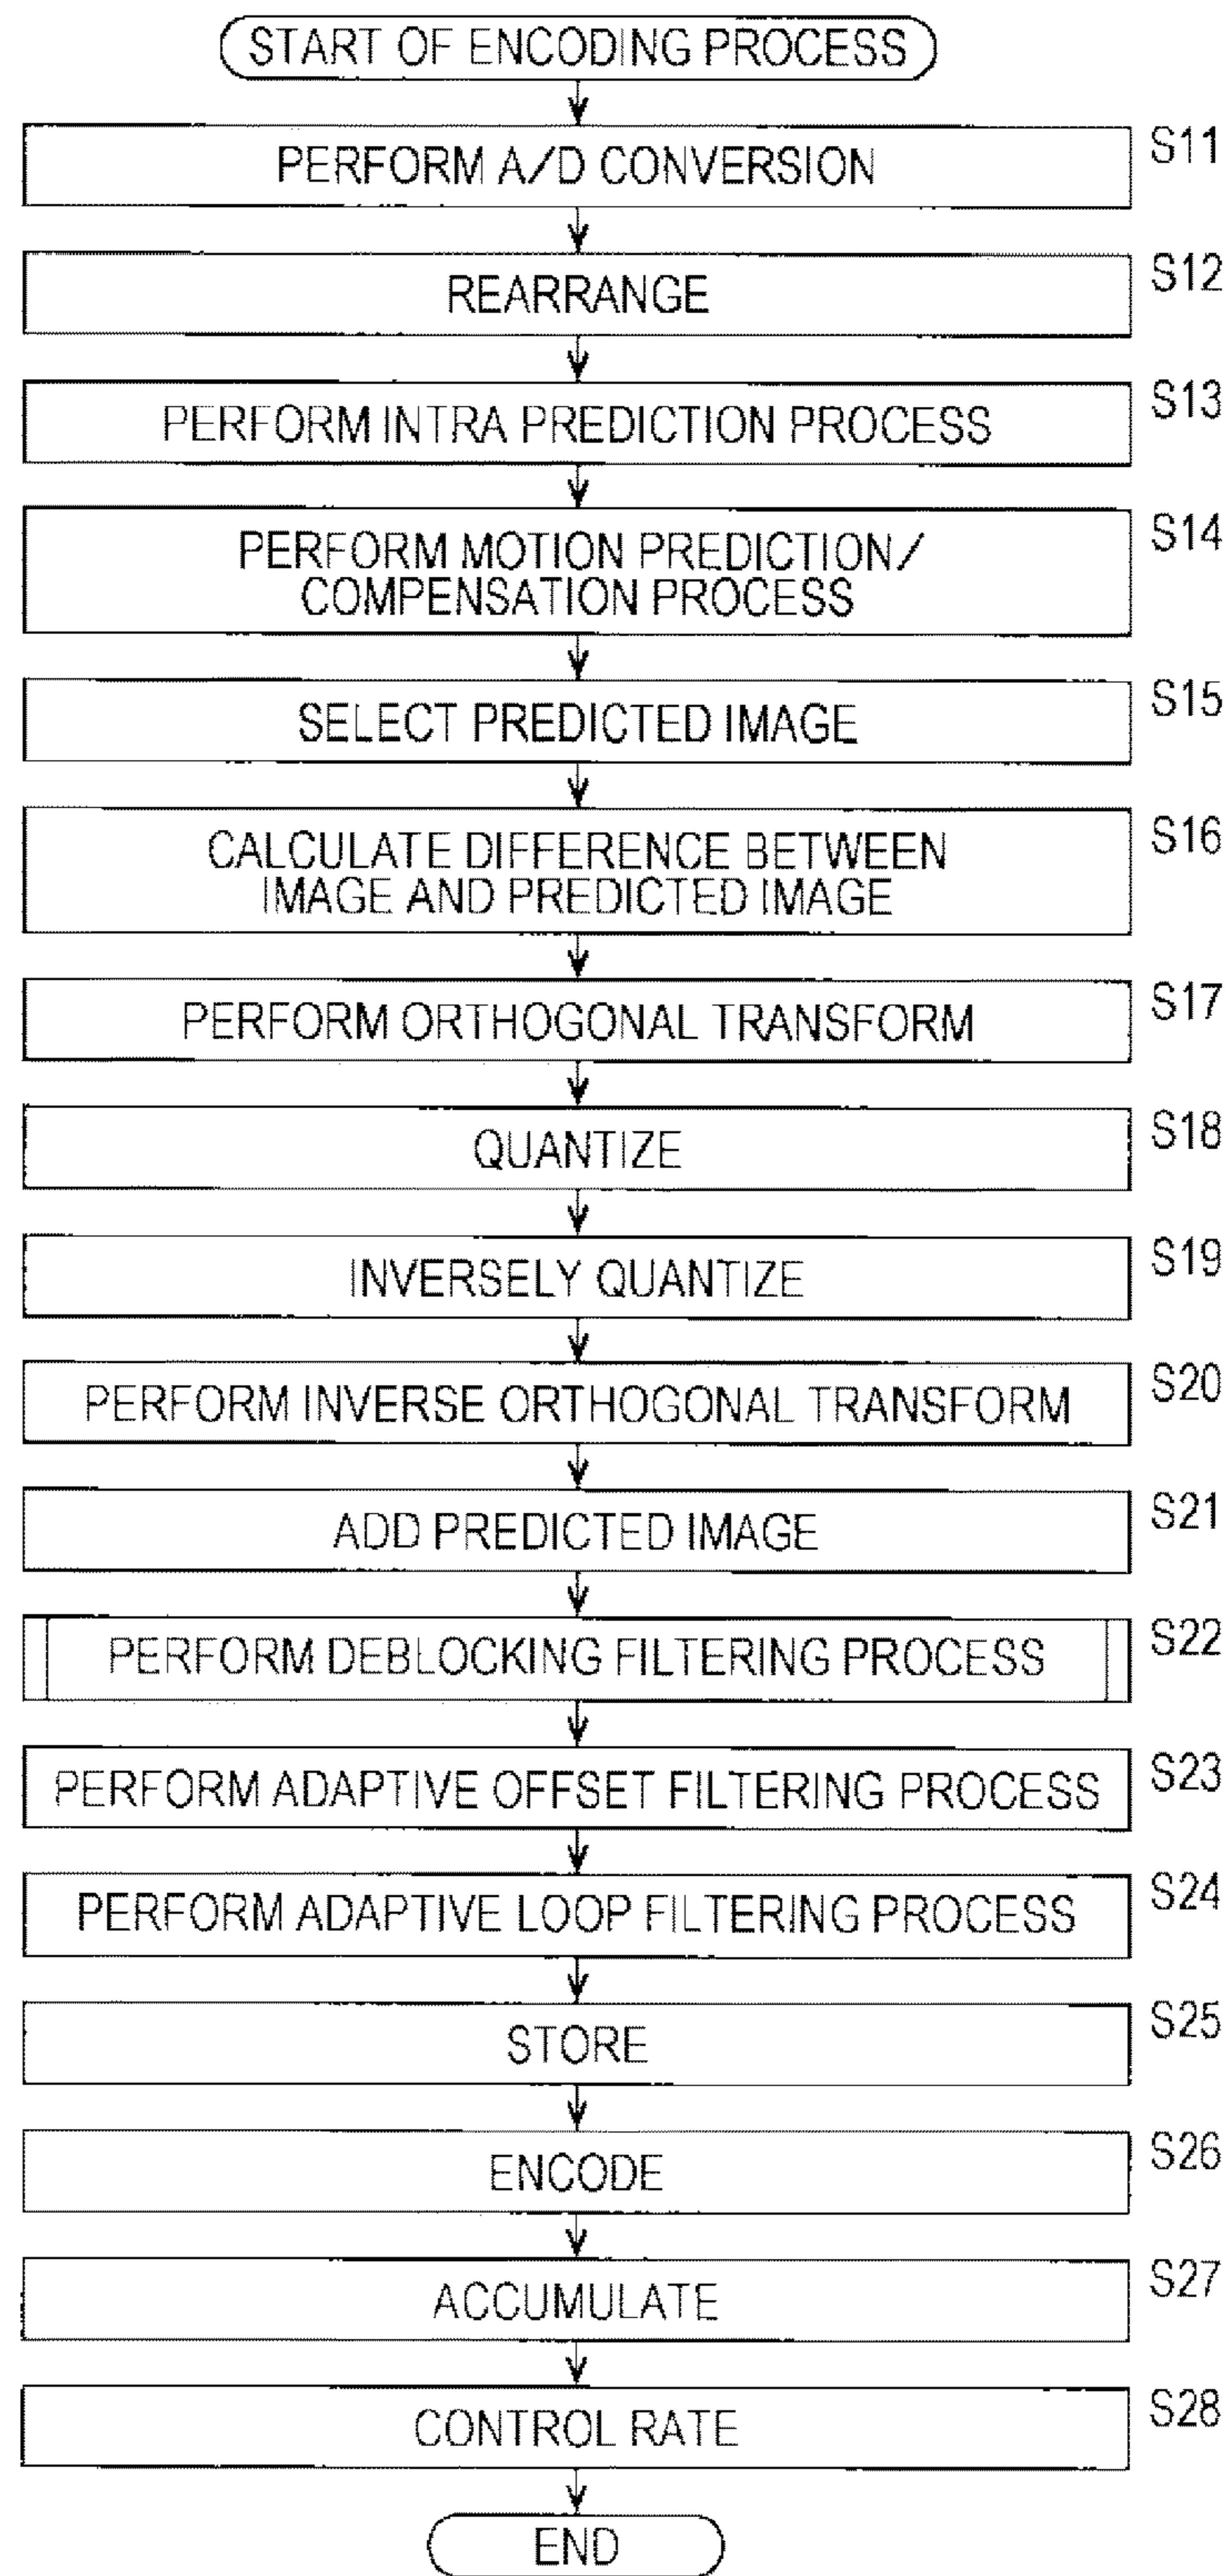 START OF ENCODING PROCESS
PERFORM A/D CONVERSION
S11
REARRANGE
S12
PERFORM INTRA PREDICTION PROCESS
S13
PERFORM MOTION PREDICTION/
COMPENSATION PROCESS
S14
SELECT PREDICTED IMAGE
S15
CALCULATE DIFFERENCE BETWEEN
IMAGE AND PREDICTED IMAGE
S16
PERFORM ORTHOGONAL TRANSFORM
S17
QUANTIZE
S18
INVERSELY QUANTIZE
S19
PERFORM INVERSE ORTHOGONAL TRANSFORM
S20
ADD PREDICTED IMAGE
S21
PERFORM DEBLOCKING FILTERING PROCESS
S22
PERFORM ADAPTIVE OFFSET FILTERING PROCESS
S23
PERFORM ADAPTIVE LOOP FILTERING PROCESS
S24
STORE
S25
ENCODE
S26
ACCUMULATE
S27
CONTROL RATE
S28
END